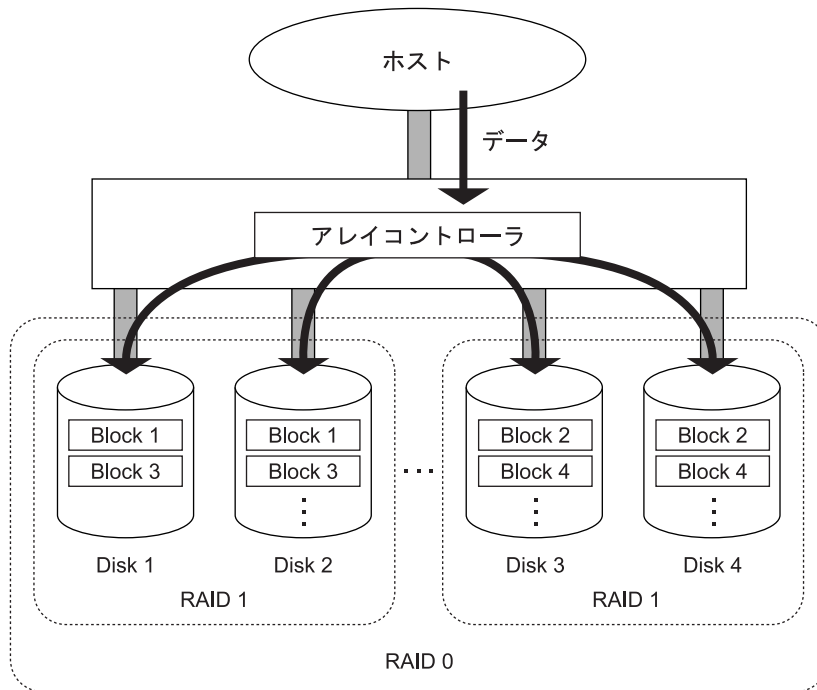 ホスト
データ
アレイコントローラ
Block 1
Block 3
Disk 1
Block 1
Block 3
Disk 2
RAID 1
Block 2
Block 4
Disk 3
Block 2
Block 4
Disk 4
RAID 1
RAID 0